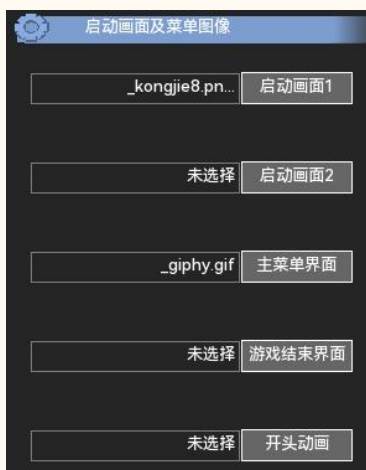 启动画面及菜单图像
_kongjie8.pn... 启动画面1
未选择 启动画面2
_giphy.gif 主菜单界面
未选择 游戏结束界面
未选择 开头动画